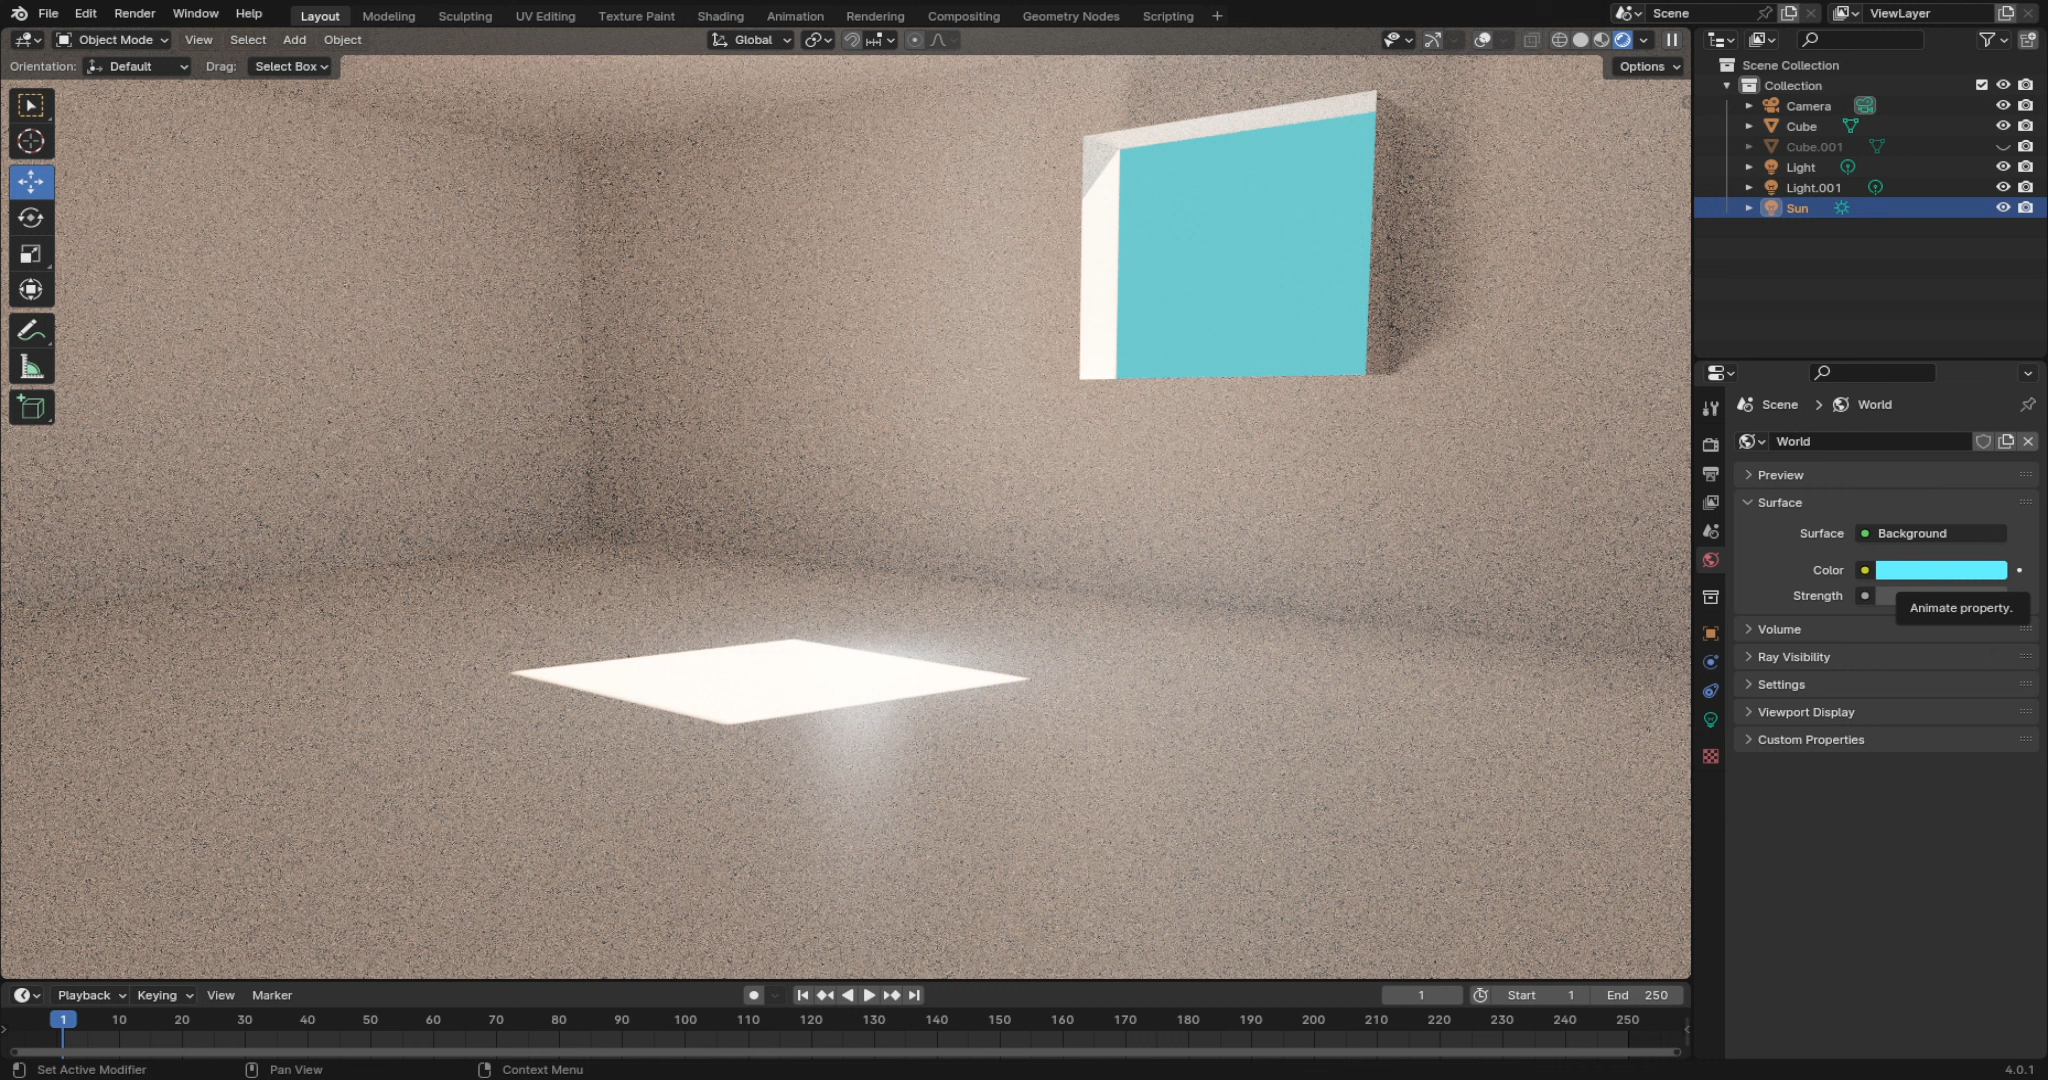 File Edit Render Window Help Layout Modeling Sculpting UV Editing Texture Paint Shading Animation Rendering Compositing Geometry Nodes Scripting + Scene ViewLayer
Object Mode View Select Add Object Global
Orientation: Default Drag: Select Box Options
Scene Collection
Collection
Camera
Cube
Cube.001
Light
Light.001
Sun
Scene > World
World
Preview
Surface
Surface Background
Color
Strength
Animate property.
Volume
Ray Visibility
Settings
Viewport Display
Custom Properties
Playback Keying View Marker 1 Start 1 End 250
1 10 20 30 40 50 60 70 80 90 100 110 120 130 140 150 160 170 180 190 200 210 220 230 240 250
Set Active Modifier Pan View Context Menu 4.0.1